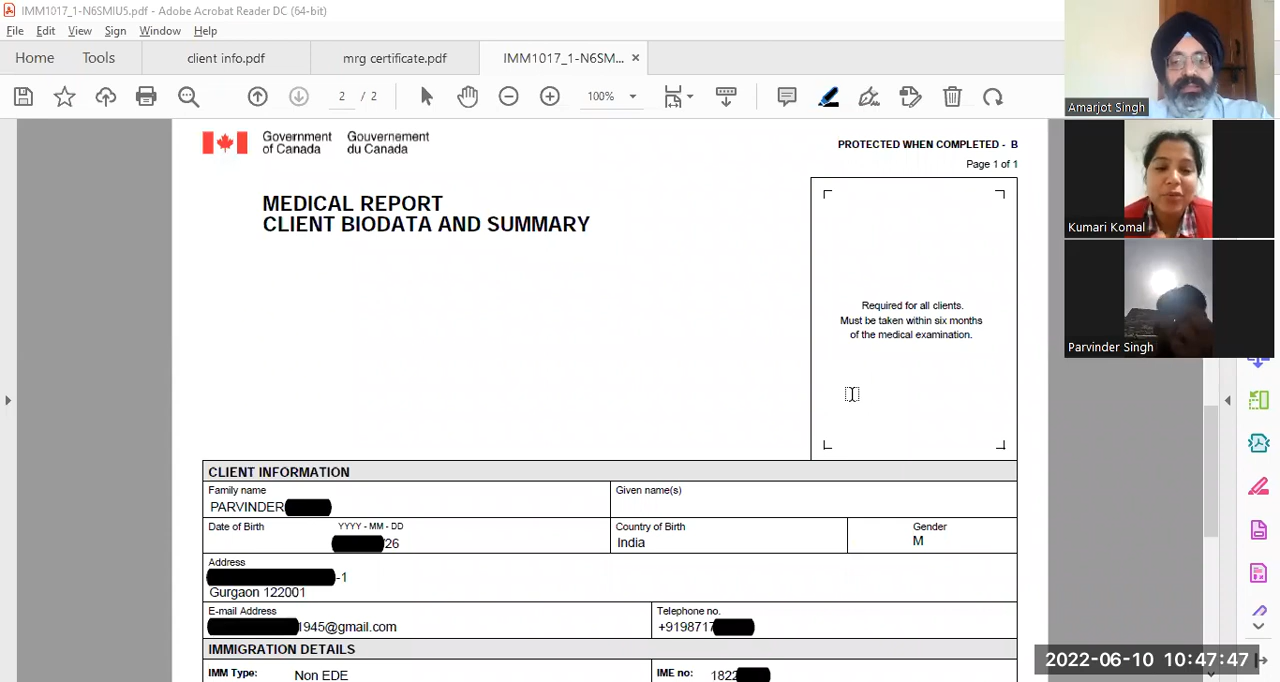 IMM1017_1-N6SMIU5.pdf - Adobe Acrobat Reader DC (64-bit)
File Edit View Sign Window Help
Home Tools client info.pdf mrg certificate.pdf IMM1017_1-N6SM... ×
2 / 2 100%
Amarjot Singh
Kumari Komal
Parvinder Singh
Government of Canada
Gouvernement du Canada
PROTECTED WHEN COMPLETED - B
Page 1 of 1
MEDICAL REPORT
CLIENT BIODATA AND SUMMARY
Required for all clients.
Must be taken within six months
of the medical examination.
CLIENT INFORMATION
Family name Given name(s)
PARVINDER
Date of Birth YYYY - MM - DD Country of Birth Gender
/26 India M
Address
-1
Gurgaon 122001
E-mail Address Telephone no.
1945@gmail.com +919871
IMMIGRATION DETAILS
IMM Type: Non EDE IME no: 1822
2022-06-10 10:47:47